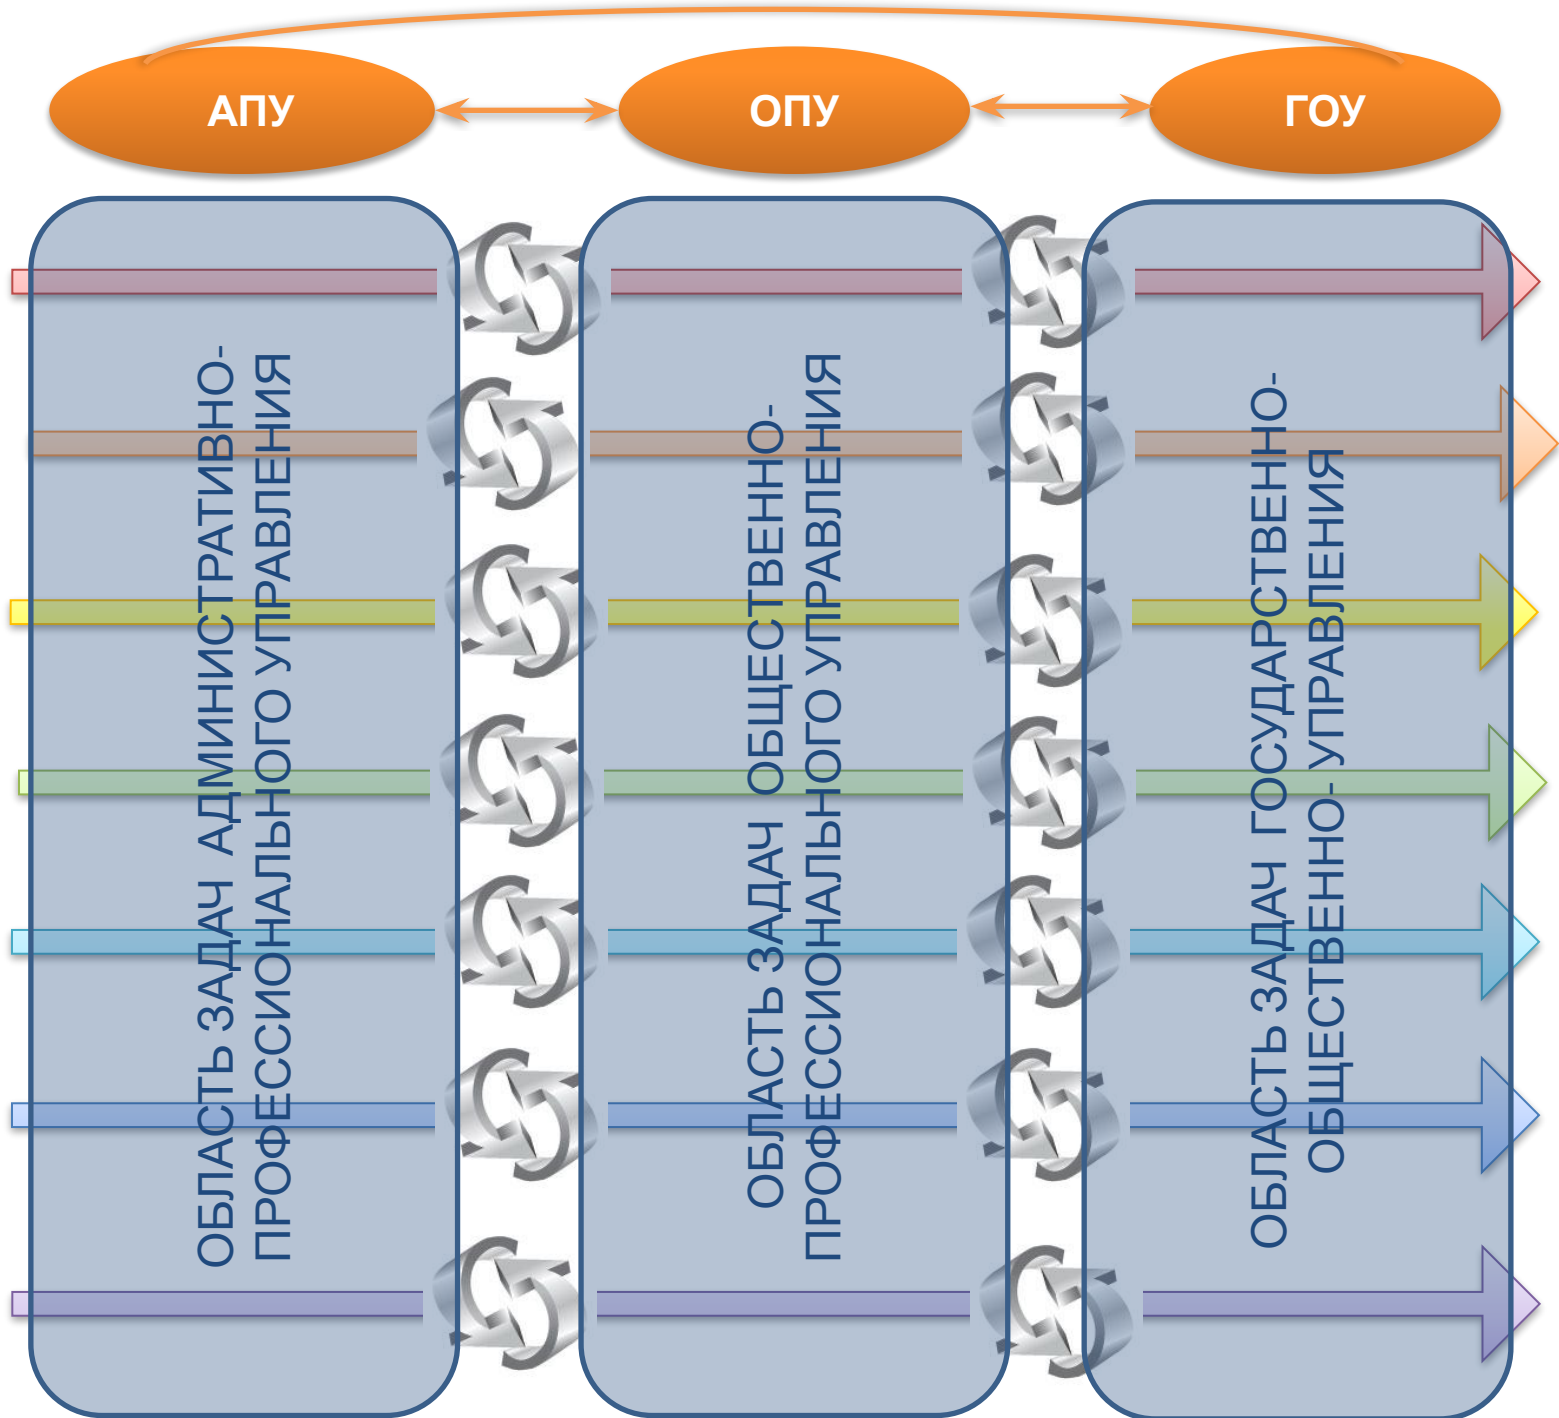 АПУ
ОПУ
ГОУ
ОБЛАСТЬ ЗАДАЧ АДМИНИСТРАТИВНО-
ПРОФЕССИОНАЛЬНОГО УПРАВЛЕНИЯ
ОБЛАСТЬ ЗАДАЧ ОБЩЕСТВЕННО-
ПРОФЕССИОНАЛЬНОГО УПРАВЛЕНИЯ
ОБЛАСТЬ ЗАДАЧ ГОСУДАРСТВЕННО-
ОБЩЕСТВЕННО- УПРАВЛЕНИЯ